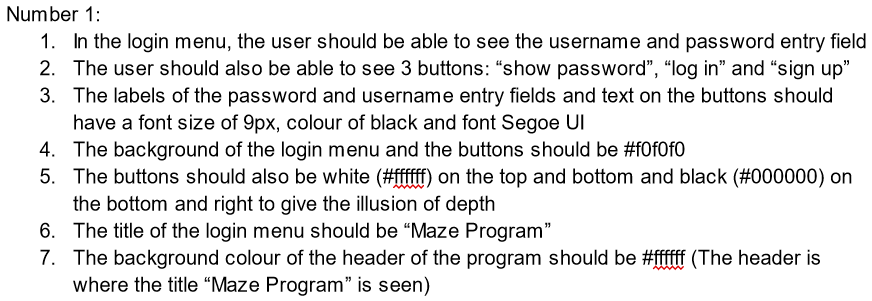 Number 1:
1. In the login menu, the user should be able to see the username and password entry field
2. The user should also be able to see 3 buttons: “show password”, “log in” and “sign up”
3. The labels of the password and username entry fields and text on the buttons should
have a font size of 9px, colour of black and font Segoe UI
4. The background of the login menu and the buttons should be #f0f0f0
5. The buttons should also be white (#ffffff) on the top and bottom and black (#000000) on
the bottom and right to give the illusion of depth
6. The title of the login menu should be “Maze Program”
7. The background colour of the header of the program should be #ffffff (The header is
where the title “Maze Program” is seen)